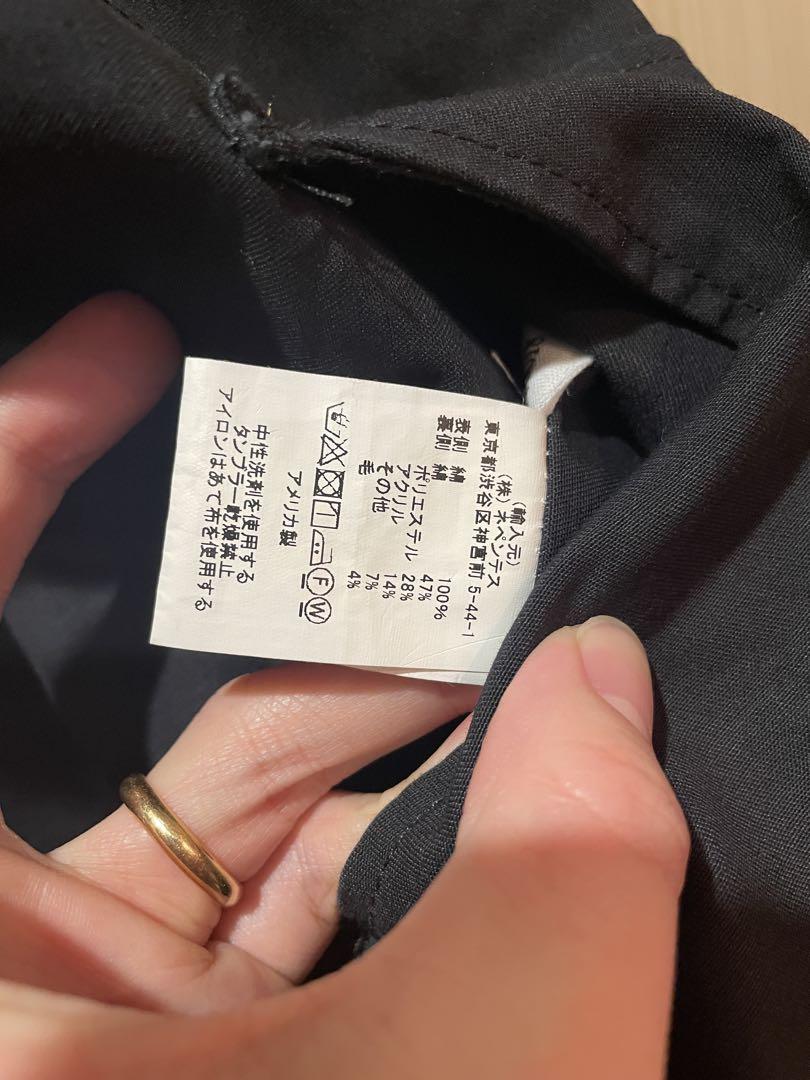 (輸入元)
(株)ネペンテス
東京都渋谷区神宮前 5-44-1
表側 綿 100%
裏側 綿 47%
ポリエステル 28%
アクリル 14%
その他 7%
毛 4%
F W
アメリカ製
中性洗剤を使用する
タンブラー乾燥禁止
アイロンはあて布を使用する